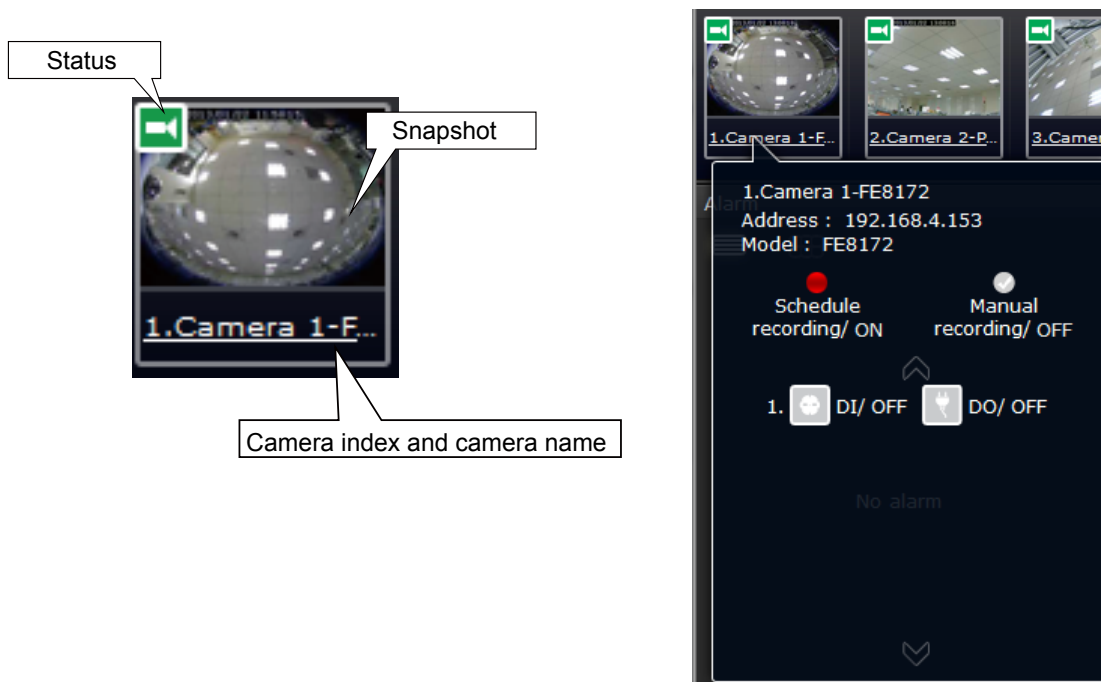 Status
Snapshot
1.Camera 1-F...
Camera index and camera name
1.Camera 1-F...
2.Camera 2-P...
3.Camer
1.Camera 1-FE8172
Alarm
Address : 192.168.4.153
Model : FE8172
Schedule
recording/ ON
Manual
recording/ OFF
1. DI/ OFF DO/ OFF
No alarm